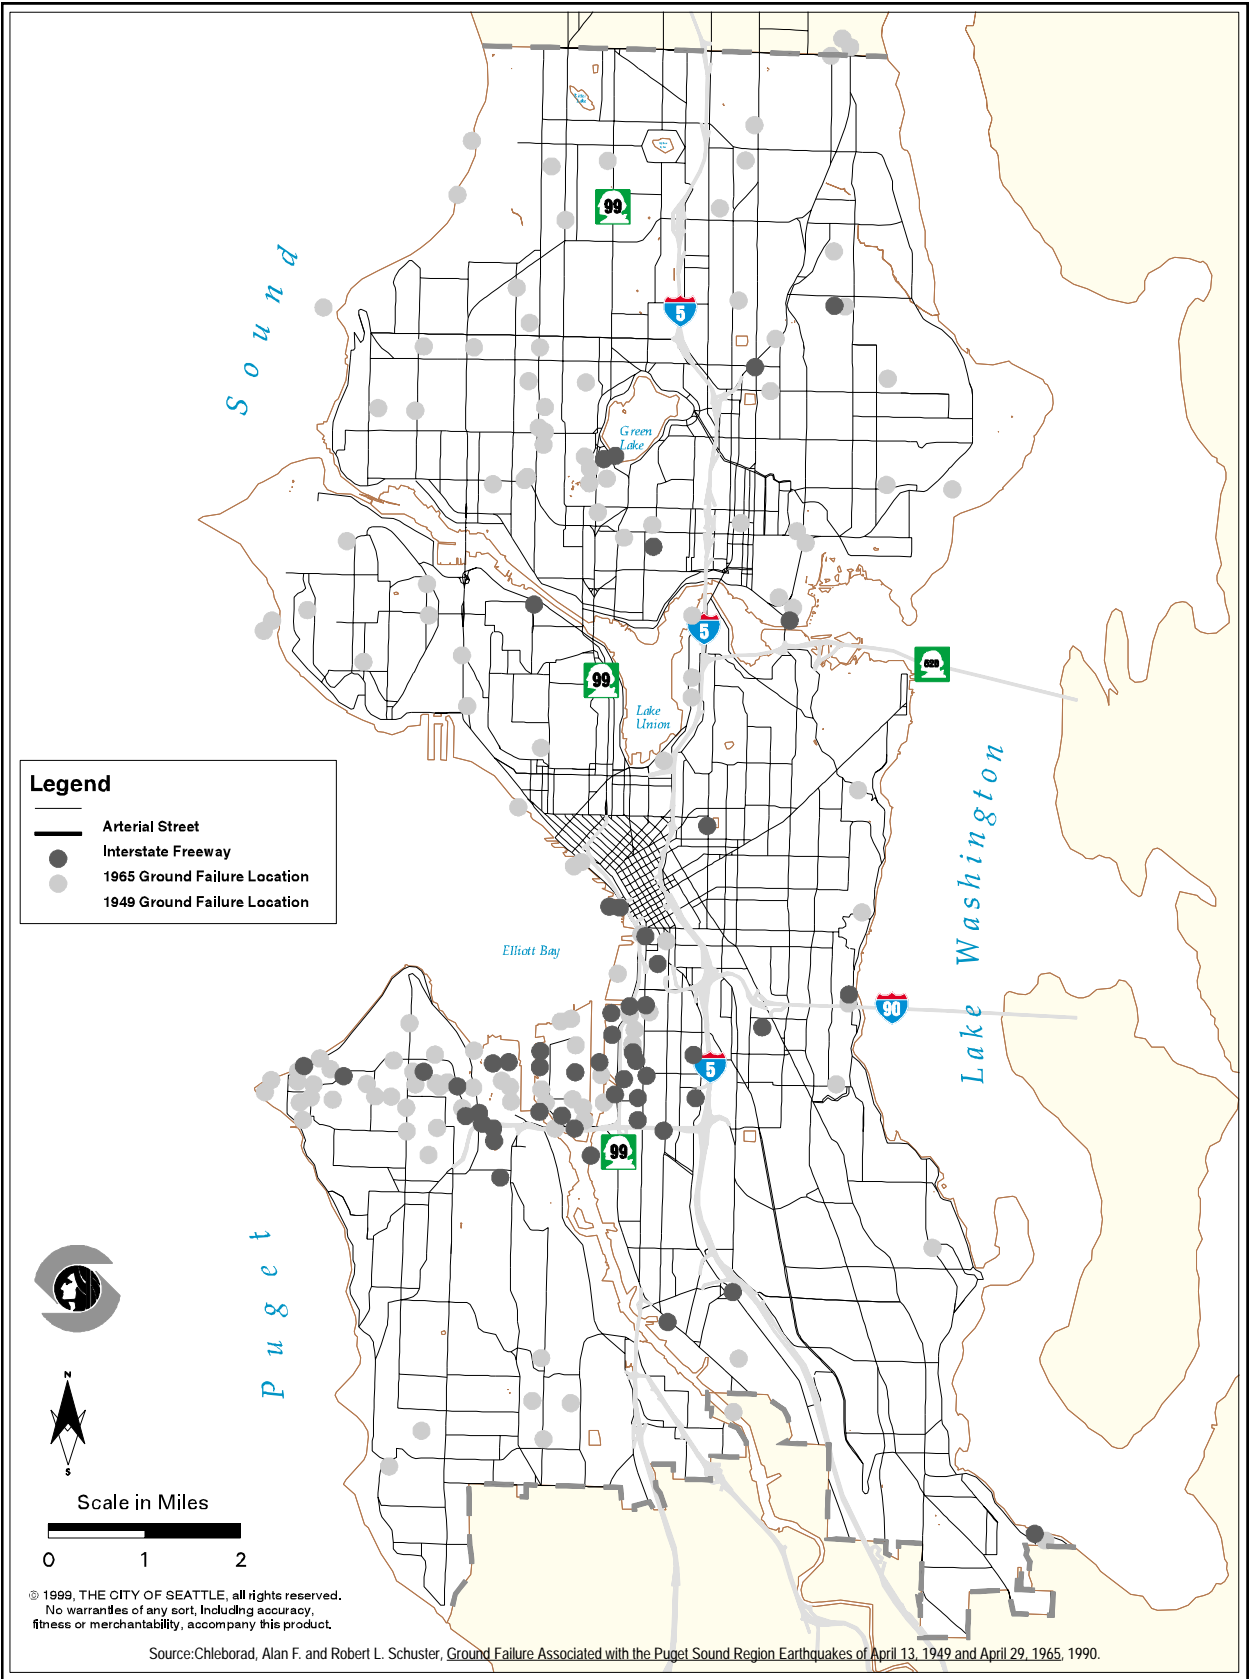 99
5
Sound
Green
Lake
5
99
520
Lake
Union
Legend
Arterial Street
Interstate Freeway
1965 Ground Failure Location
1949 Ground Failure Location
Lake Washington
Elliott Bay
90
5
99
Puget
N
S
Scale in Miles
0 1 2
© 1999, THE CITY OF SEATTLE, all rights reserved.
No warranties of any sort, including accuracy,
fitness or merchantability, accompany this product.
Source:Chleborad, Alan F. and Robert L. Schuster, Ground Failure Associated with the Puget Sound Region Earthquakes of April 13, 1949 and April 29, 1965, 1990.